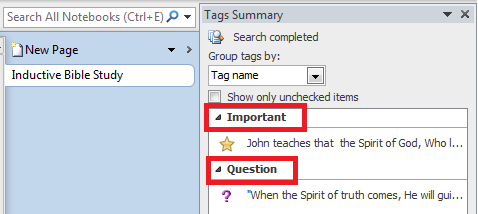 Search All Notebooks (Ctrl+E)
New Page
Inductive Bible Study
Tags Summary
Search completed
Group tags by:
Tag name
Show only unchecked items
Important
John teaches that the Spirit of God, Who l...
Question
"When the Spirit of truth comes, He will gui...